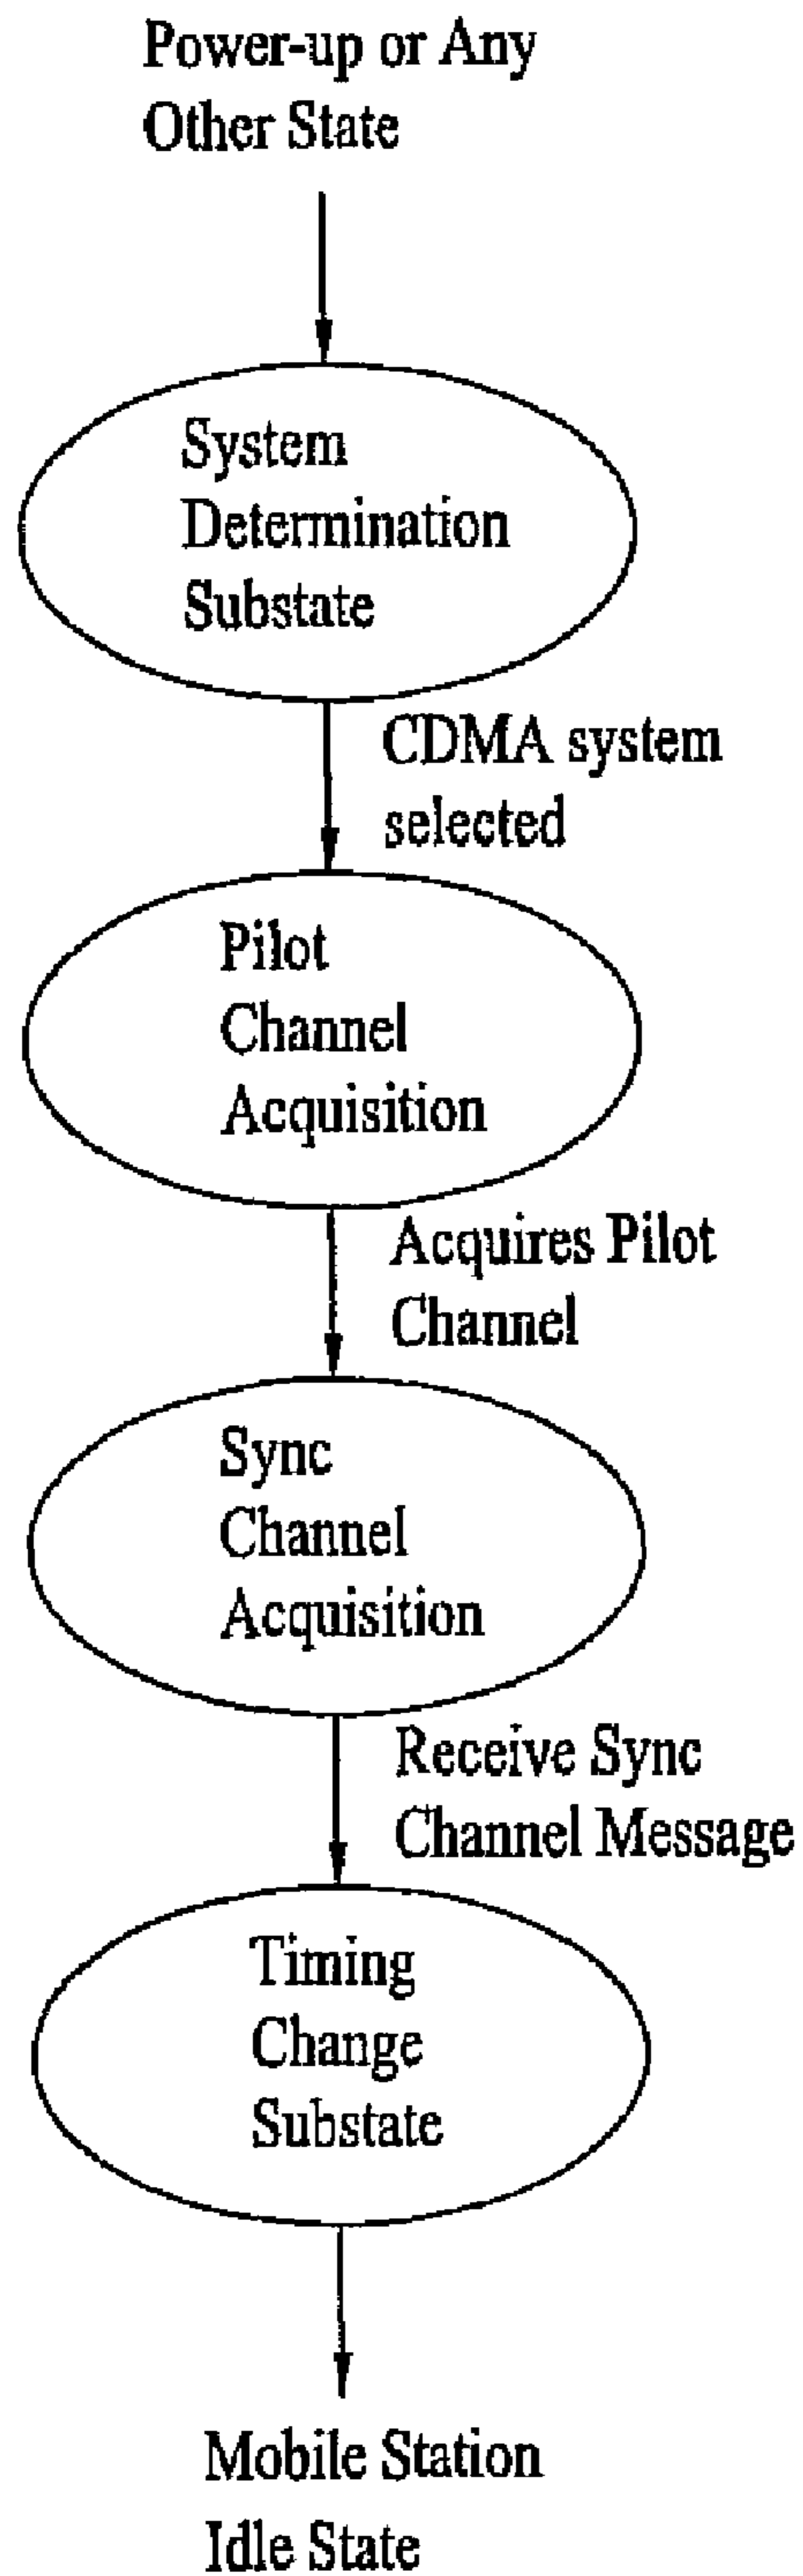 Power-up or Any
Other State
System
Determination
Substate
CDMA system
selected
Pilot
Channel
Acquisition
Acquires Pilot
Channel
Sync
Channel
Acquisition
Receive Sync
Channel Message
Timing
Change
Substate
Mobile Station
Idle State